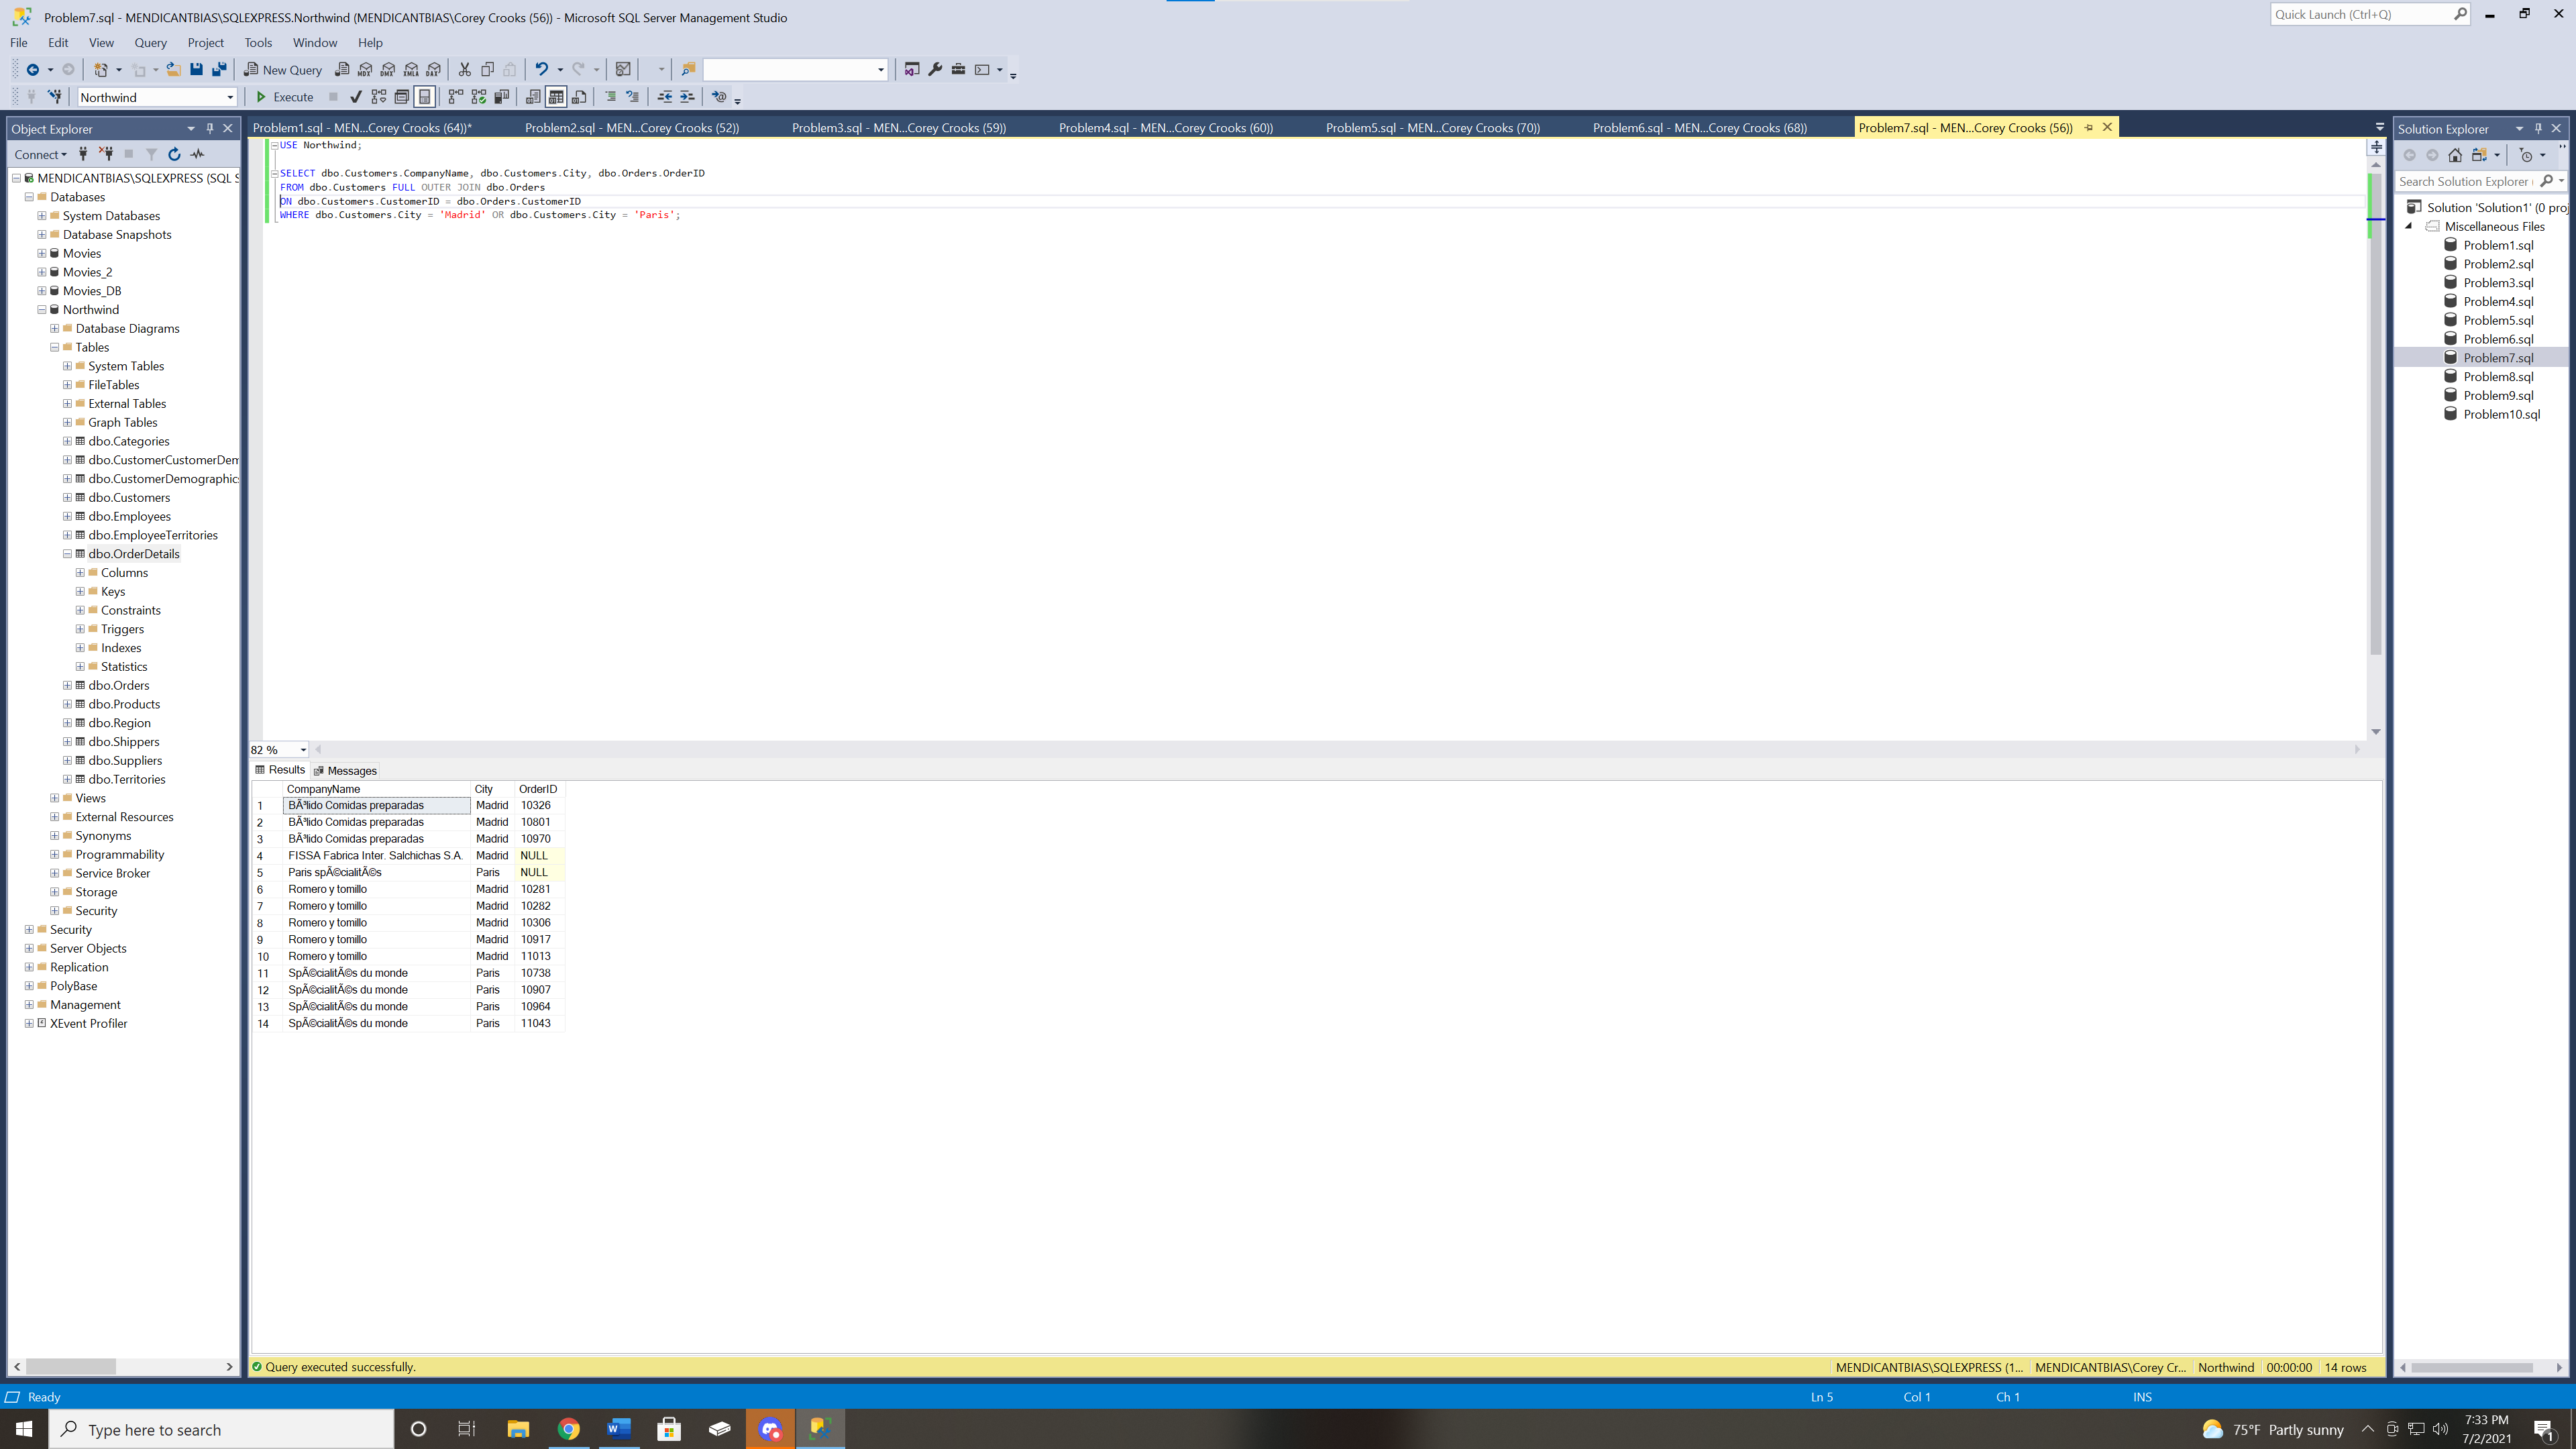 Problem7.sql - MENDICANTBIAS\SQLEXPRESS.Northwind (MENDICANTBIAS\Corey Crooks (56)) - Microsoft SQL Server Management Studio
Quick Launch (Ctrl+Q)
File Edit View Query Project Tools Window Help
New Query MDX DMX XMLA DAX
Northwind Execute
Object Explorer
Connect
MENDICANTBIAS\SQLEXPRESS (SQL S
Databases
System Databases
Database Snapshots
Movies
Movies_2
Movies_DB
Northwind
Database Diagrams
Tables
System Tables
FileTables
External Tables
Graph Tables
dbo.Categories
dbo.CustomerCustomerDem
dbo.CustomerDemographics
dbo.Customers
dbo.Employees
dbo.EmployeeTerritories
dbo.OrderDetails
Columns
Keys
Constraints
Triggers
Indexes
Statistics
dbo.Orders
dbo.Products
dbo.Region
dbo.Shippers
dbo.Suppliers
dbo.Territories
Views
External Resources
Synonyms
Programmability
Service Broker
Storage
Security
Security
Server Objects
Replication
PolyBase
Management
XEvent Profiler
Problem1.sql - MEN...Corey Crooks (64))* Problem2.sql - MEN...Corey Crooks (52)) Problem3.sql - MEN...Corey Crooks (59)) Problem4.sql - MEN...Corey Crooks (60)) Problem5.sql - MEN...Corey Crooks (70)) Problem6.sql - MEN...Corey Crooks (68)) Problem7.sql - MEN...Corey Crooks (56))
USE Northwind;
SELECT dbo.Customers.CompanyName, dbo.Customers.City, dbo.Orders.OrderID
FROM dbo.Customers FULL OUTER JOIN dbo.Orders
ON dbo.Customers.CustomerID = dbo.Orders.CustomerID
WHERE dbo.Customers.City = 'Madrid' OR dbo.Customers.City = 'Paris';
82 %
Results Messages
CompanyName City OrderID
1 BÃ³lido Comidas preparadas Madrid 10326
2 BÃ³lido Comidas preparadas Madrid 10801
3 BÃ³lido Comidas preparadas Madrid 10970
4 FISSA Fabrica Inter. Salchichas S.A. Madrid NULL
5 Paris spÃ©cialitÃ©s Paris NULL
6 Romero y tomillo Madrid 10281
7 Romero y tomillo Madrid 10282
8 Romero y tomillo Madrid 10306
9 Romero y tomillo Madrid 10917
10 Romero y tomillo Madrid 11013
11 SpÃ©cialitÃ©s du monde Paris 10738
12 SpÃ©cialitÃ©s du monde Paris 10907
13 SpÃ©cialitÃ©s du monde Paris 10964
14 SpÃ©cialitÃ©s du monde Paris 11043
Query executed successfully. MENDICANTBIAS\SQLEXPRESS (1... MENDICANTBIAS\Corey Cr... Northwind 00:00:00 14 rows
Solution Explorer
Search Solution Explorer (
Solution 'Solution1' (0 proj
Miscellaneous Files
Problem1.sql
Problem2.sql
Problem3.sql
Problem4.sql
Problem5.sql
Problem6.sql
Problem7.sql
Problem8.sql
Problem9.sql
Problem10.sql
Ready Ln 5 Col 1 Ch 1 INS
Type here to search
75°F Partly sunny
7:33 PM
7/2/2021
1